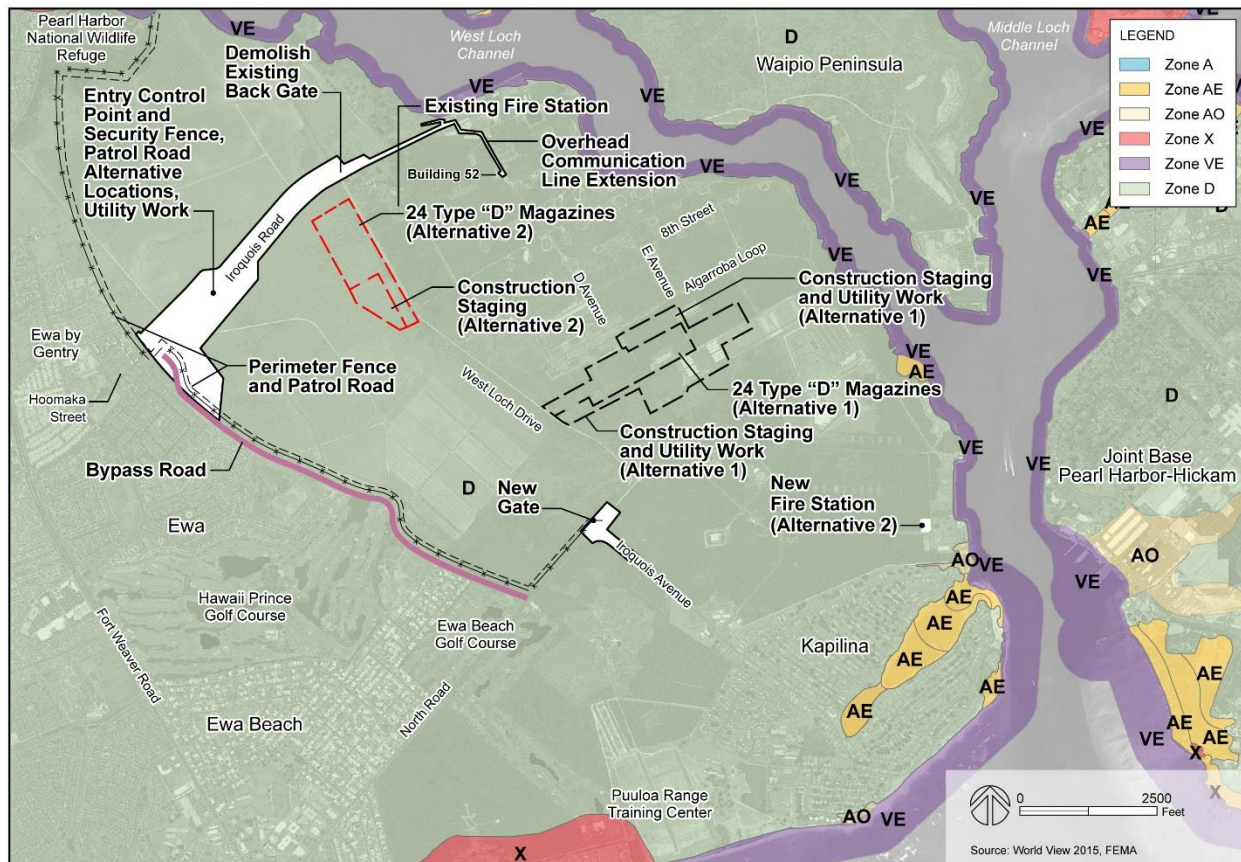 Pearl Harbor
National Wildlife
Refuge
VE
West Loch
Channel
D
Waipio Peninsula
Middle Loch
Channel
VE
LEGEND
Zone A
Zone AE
Zone AO
Zone X
Zone VE
Zone D
Demolish
Existing
Back Gate
VE
VE
VE
VE
Entry Control
Point and
Security Fence,
Patrol Road
Alternative
Locations,
Utility Work
Existing Fire Station
Overhead
Communication
Line Extension
Building 52
VE
VE
VE
AE
AE
D
Iroquois Road
24 Type “D” Magazines
(Alternative 2)
8th Street
E Avenue
Algarroba Loop
D Avenue
VE
VE
Construction
Staging
(Alternative 2)
Construction Staging
and Utility Work
(Alternative 1)
Ewa by
Gentry
Perimeter Fence
and Patrol Road
Hoomaka
Street
West Loch Drive
24 Type “D” Magazines
(Alternative 1)
VE
AE
D
Construction Staging
and Utility Work
(Alternative 1)
Bypass Road
VE
VE
Joint Base
Pearl Harbor-Hickam
D
New
Gate
New
Fire Station
(Alternative 2)
Ewa
Iroquois Avenue
AO
VE
VE
AO
Hawaii Prince
Golf Course
Ewa Beach
Golf Course
AE
AE
AE
AE
AE
Kapilina
Fort Weaver Road
North Road
Ewa Beach
AE
AE
AE
VE
X
X
Puuloa Range
Training Center
AO
VE
X
0
2500
Feet
Source: World View 2015, FEMA